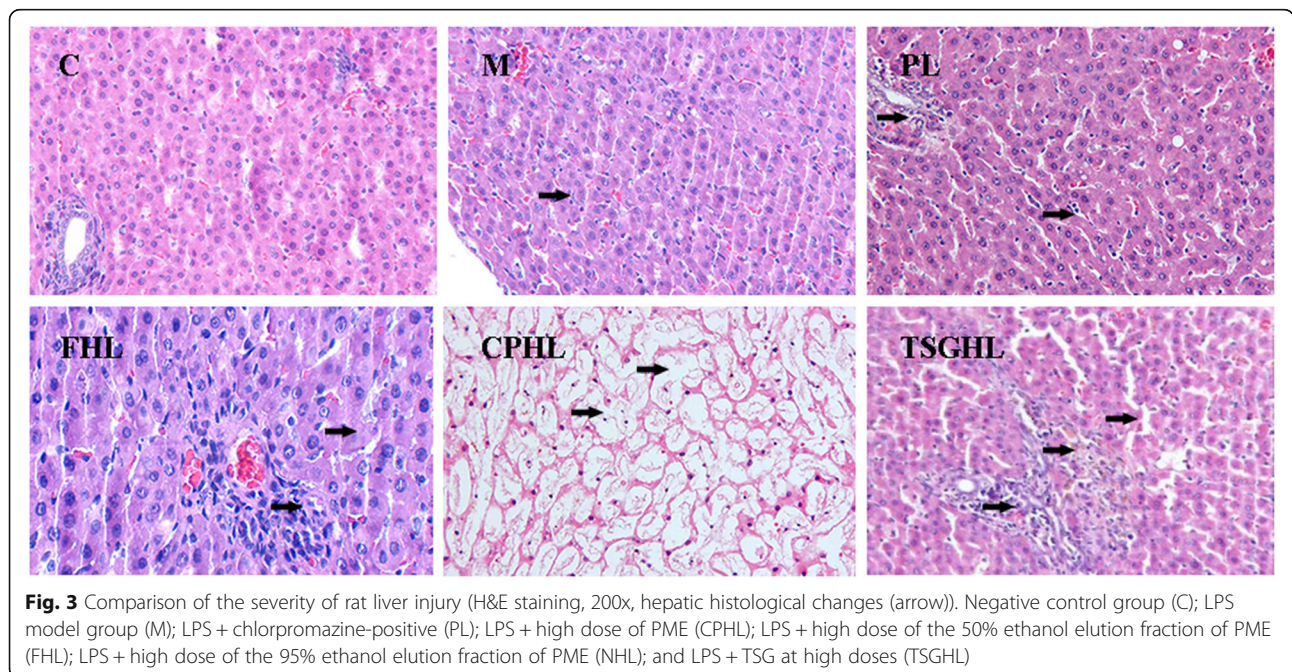 C
M
PL
FHL
CPHL
TSGHL
Fig. 3 Comparison of the severity of rat liver injury (H&E staining, 200x, hepatic histological changes (arrow)). Negative control group (C); LPS
model group (M); LPS + chlorpromazine-positive (PL); LPS + high dose of PME (CPHL); LPS + high dose of the 50% ethanol elution fraction of PME
(FHL); LPS + high dose of the 95% ethanol elution fraction of PME (NHL); and LPS + TSG at high doses (TSGHL)